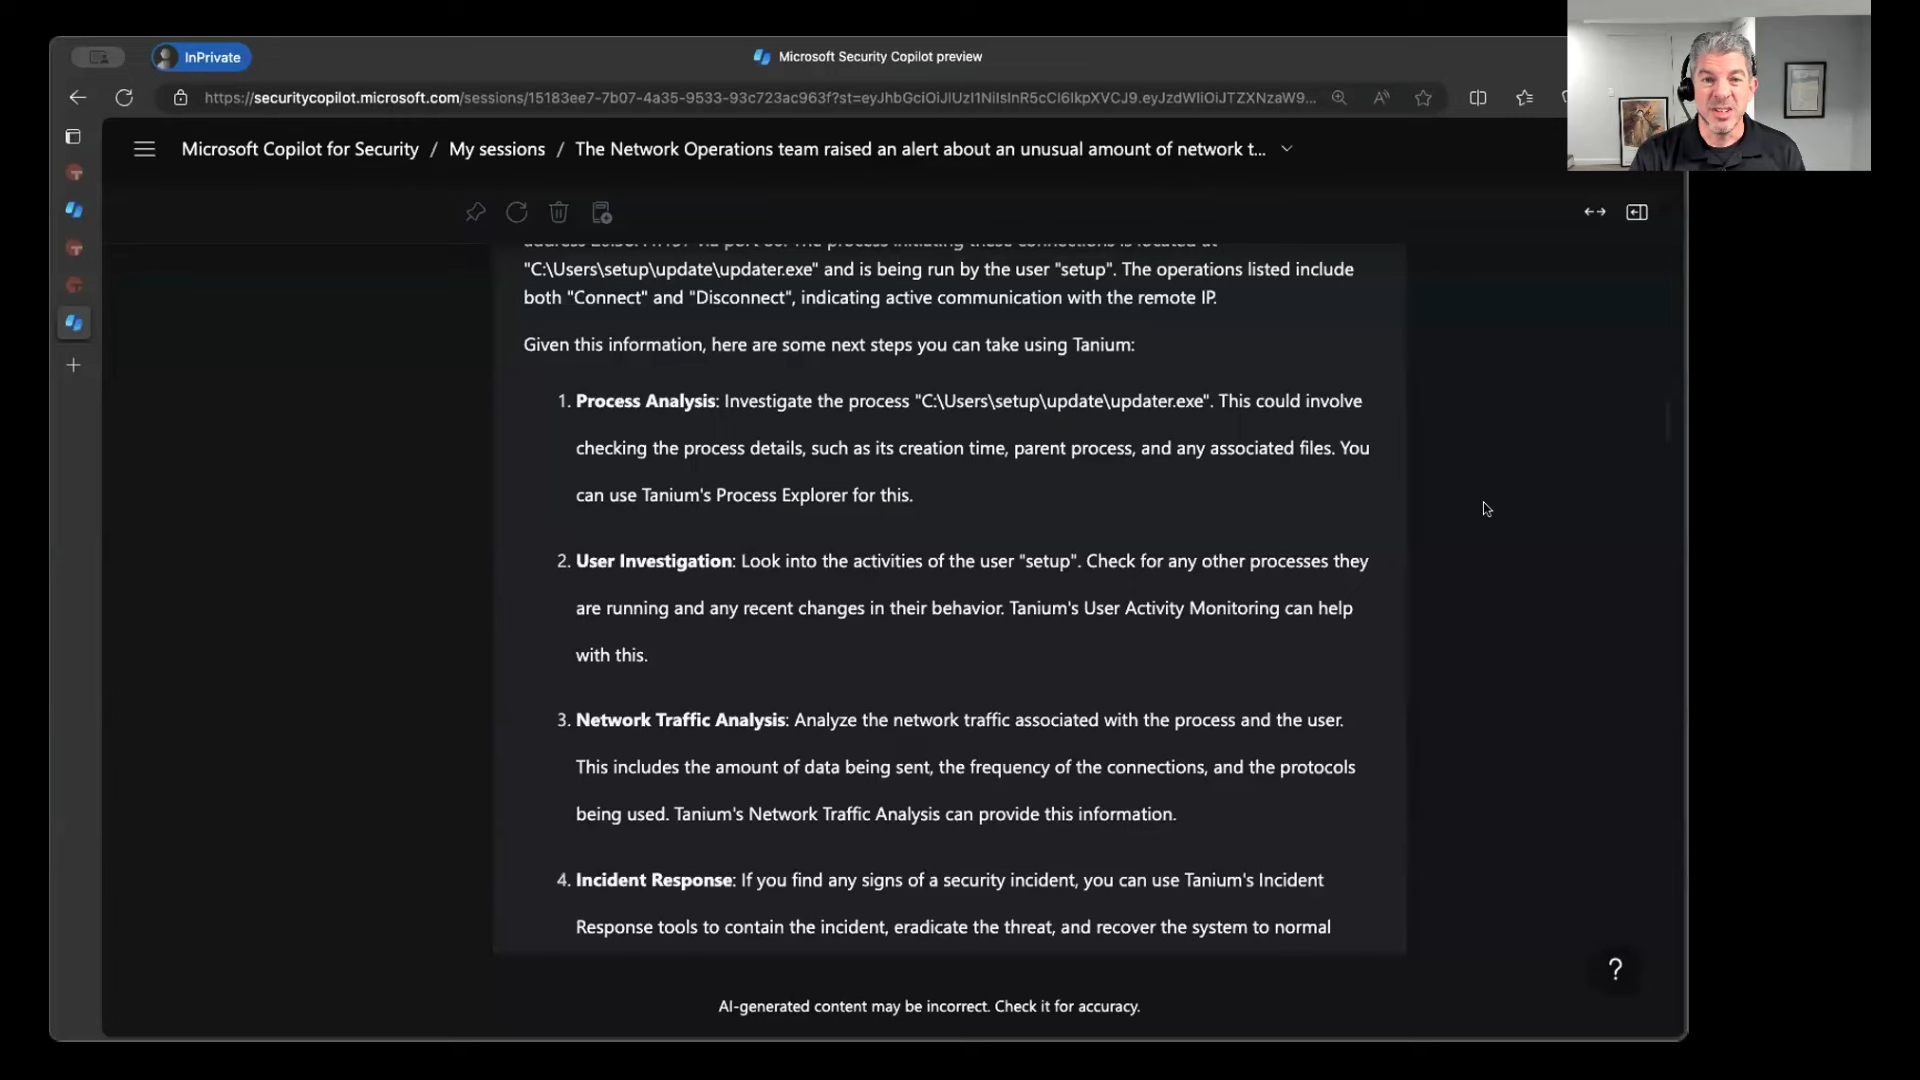 InPrivate
Microsoft Security Copilot preview
https://securitycopilot.microsoft.com/sessions/15183ee7-7b07-4a35-9533-93c723ac963f?st=eyJhbGciOiJIUzI1NiIsInR5cCI6IkpXVCJ9.eyJzdWIiOiJTZXNzaW9...
Microsoft Copilot for Security / My sessions / The Network Operations team raised an alert about an unusual amount of network t...
"C:\Users\setup\update\updater.exe" and is being run by the user "setup". The operations listed include
both "Connect" and "Disconnect", indicating active communication with the remote IP.
Given this information, here are some next steps you can take using Tanium:
1. Process Analysis: Investigate the process "C:\Users\setup\update\updater.exe". This could involve
checking the process details, such as its creation time, parent process, and any associated files. You
can use Tanium's Process Explorer for this.
2. User Investigation: Look into the activities of the user "setup". Check for any other processes they
are running and any recent changes in their behavior. Tanium's User Activity Monitoring can help
with this.
3. Network Traffic Analysis: Analyze the network traffic associated with the process and the user.
This includes the amount of data being sent, the frequency of the connections, and the protocols
being used. Tanium's Network Traffic Analysis can provide this information.
4. Incident Response: If you find any signs of a security incident, you can use Tanium's Incident
Response tools to contain the incident, eradicate the threat, and recover the system to normal
?
AI-generated content may be incorrect. Check it for accuracy.